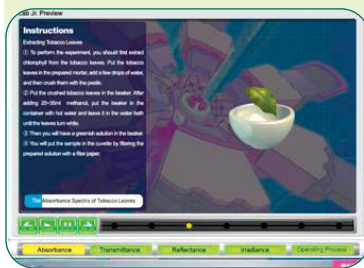 Lab Jr. Preview
Instructions
Extracting Tobacco Leaves
① To perform the experiment, you should first extract
chlorophyll from the tobacco leaves. Put the tobacco
leaves in the prepared mortar, add a few drops of water,
and then crush them with the pestle.
② Put the crushed tobacco leaves in the beaker. After
adding 25~35ml methanol, put the beaker in the
container with hot water and leave it in the water bath
until the leaves turn white.
③ Then you will have a greenish solution in the beaker.
④ You will put the sample in the cuvette by filtering the
prepared solution with a filter paper.
The Absorbance Spectra of Tobacco Leaves
Absorbance Transmittance Reflectance Irradiance Operating Process